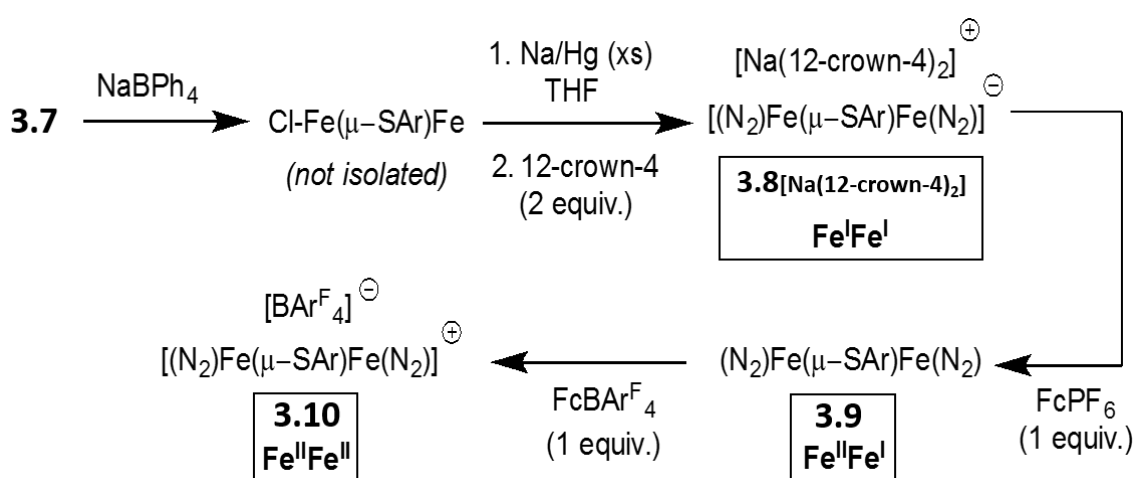 3.7
NaBPh₄
Cl-Fe(μ–SAr)Fe
(not isolated)
1. Na/Hg (xs)
THF
2. 12-crown-4
(2 equiv.)
[Na(12-crown-4)₂]⊕
[(N₂)Fe(μ–SAr)Fe(N₂)]⊖
3.8[Na(12-crown-4)₂]
FeᴵFeᴵ
FcPF₆
(1 equiv.)
(N₂)Fe(μ–SAr)Fe(N₂)
3.9
FeᴵᴵFeᴵ
FcBArF₄
(1 equiv.)
[BArF₄]⊖
[(N₂)Fe(μ–SAr)Fe(N₂)]⊕
3.10
FeᴵᴵFeᴵᴵ